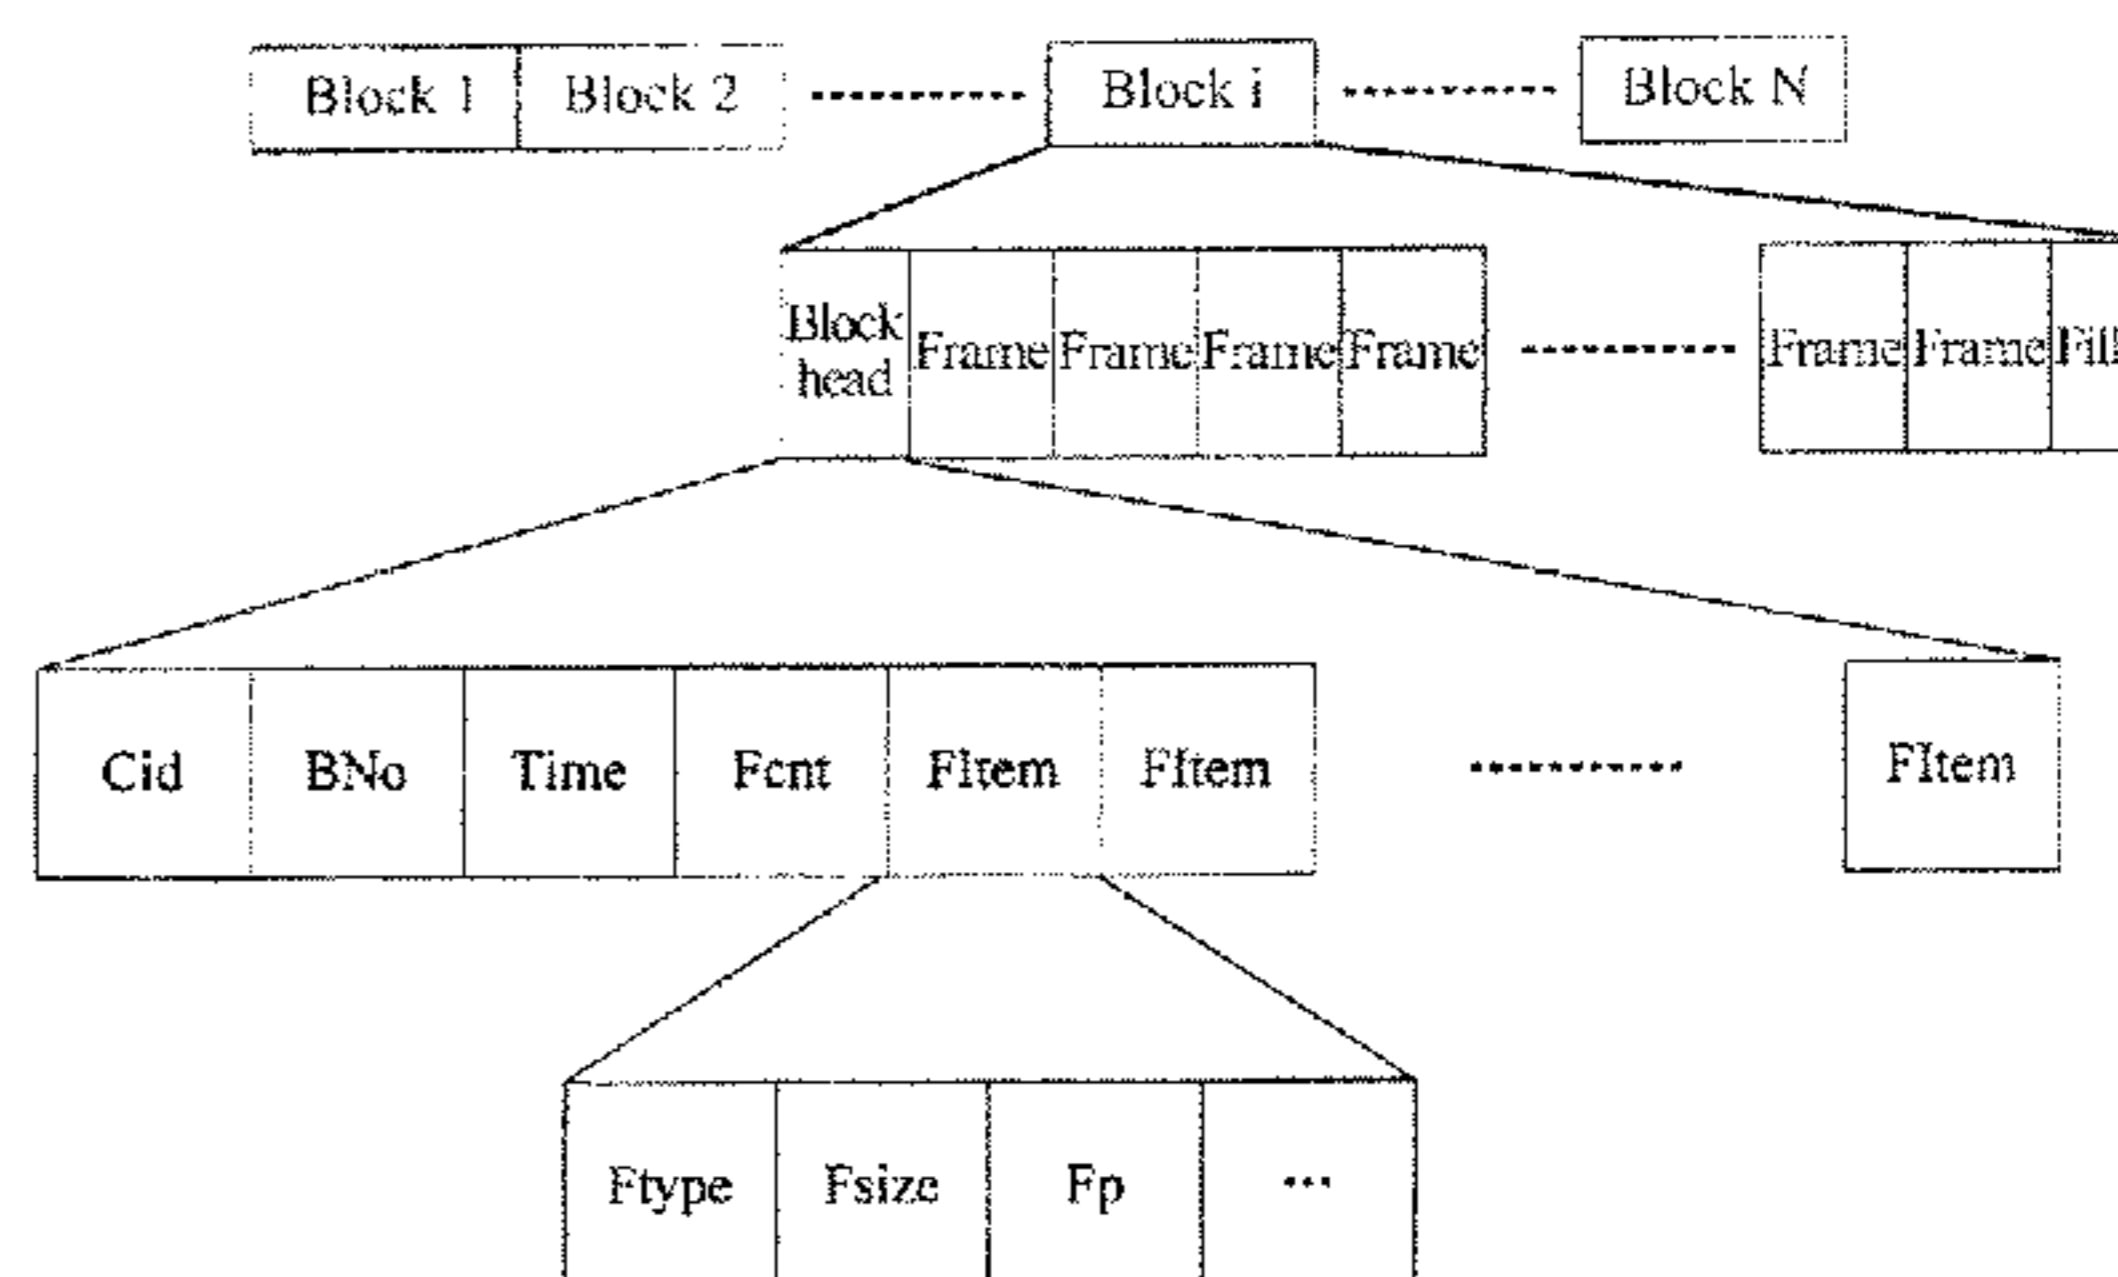 Block 1 Block 2 Block i Block N
Block head Frame Frame Frame Frame Frame Frame Fill
Cid BNo Time Fcnt FItem FItem FItem
Ftype Fsize Fp ...